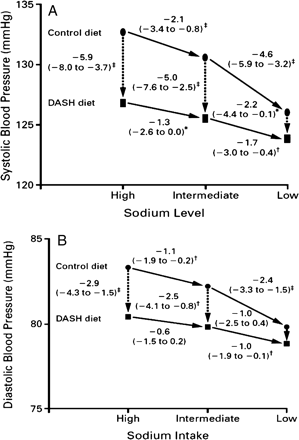 A
135
130
125
120
Systolic Blood Pressure (mmHg)
Control diet
−2.1
(−3.4 to −0.8)‡
−4.6
(−5.9 to −3.2)‡
−5.9
(−8.0 to −3.7)‡
−5.0
(−7.6 to −2.5)‡
−2.2
(−4.4 to −0.1)*
DASH diet
−1.3
(−2.6 to 0.0)*
−1.7
(−3.0 to −0.4)†
High Intermediate Low
Sodium Level
B
85
80
75
Diastolic Blood Pressure (mmHg)
Control diet
−1.1
(−1.9 to −0.2)†
−2.4
(−3.3 to −1.5)‡
−2.9
(−4.3 to −1.5)‡
−2.5
(−4.1 to −0.8)†
−1.0
(−2.5 to 0.4)
DASH diet
−0.6
(−1.5 to 0.2)
−1.0
(−1.9 to −0.1)†
High Intermediate Low
Sodium Intake